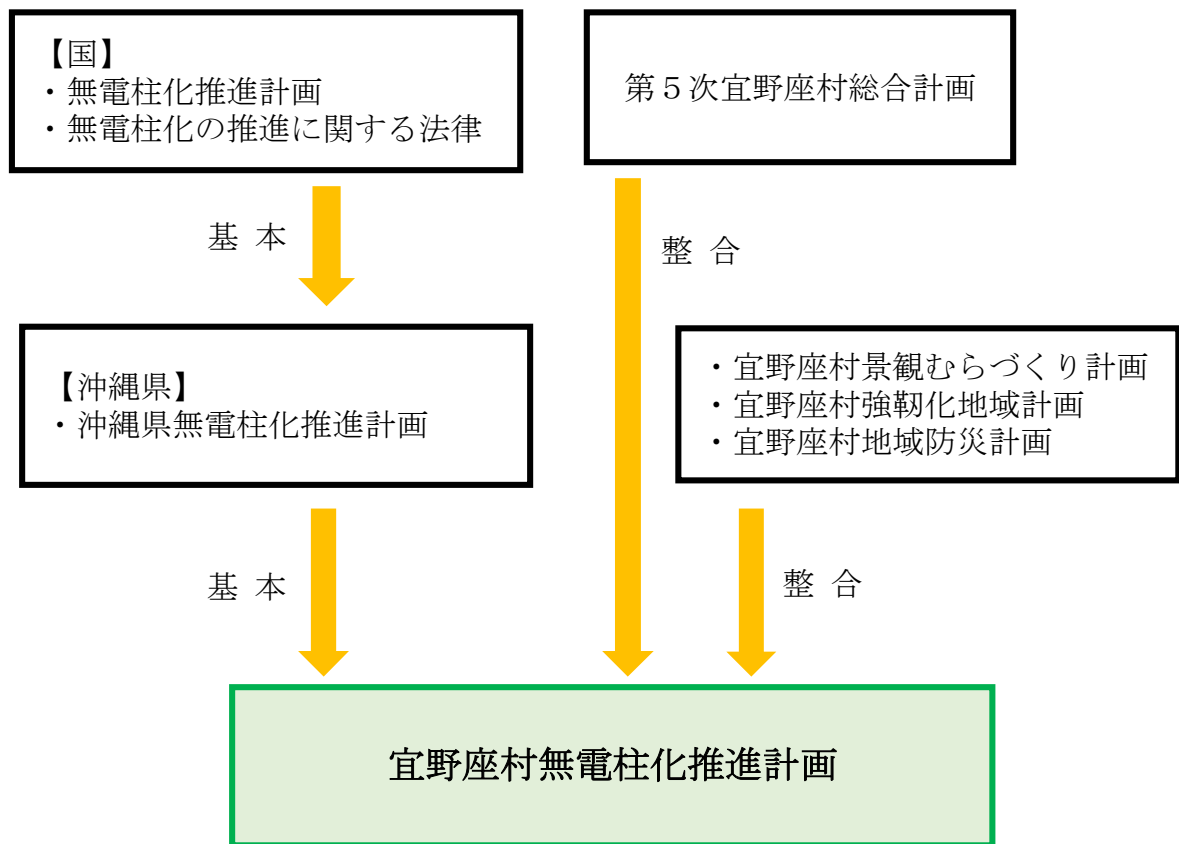 【国】
・無電柱化推進計画
・無電柱化の推進に関する法律
第５次宜野座村総合計画
基 本
整 合
【沖縄県】
・沖縄県無電柱化推進計画
・宜野座村景観むらづくり計画
・宜野座村強靭化地域計画
・宜野座村地域防災計画
基 本
整 合
宜野座村無電柱化推進計画